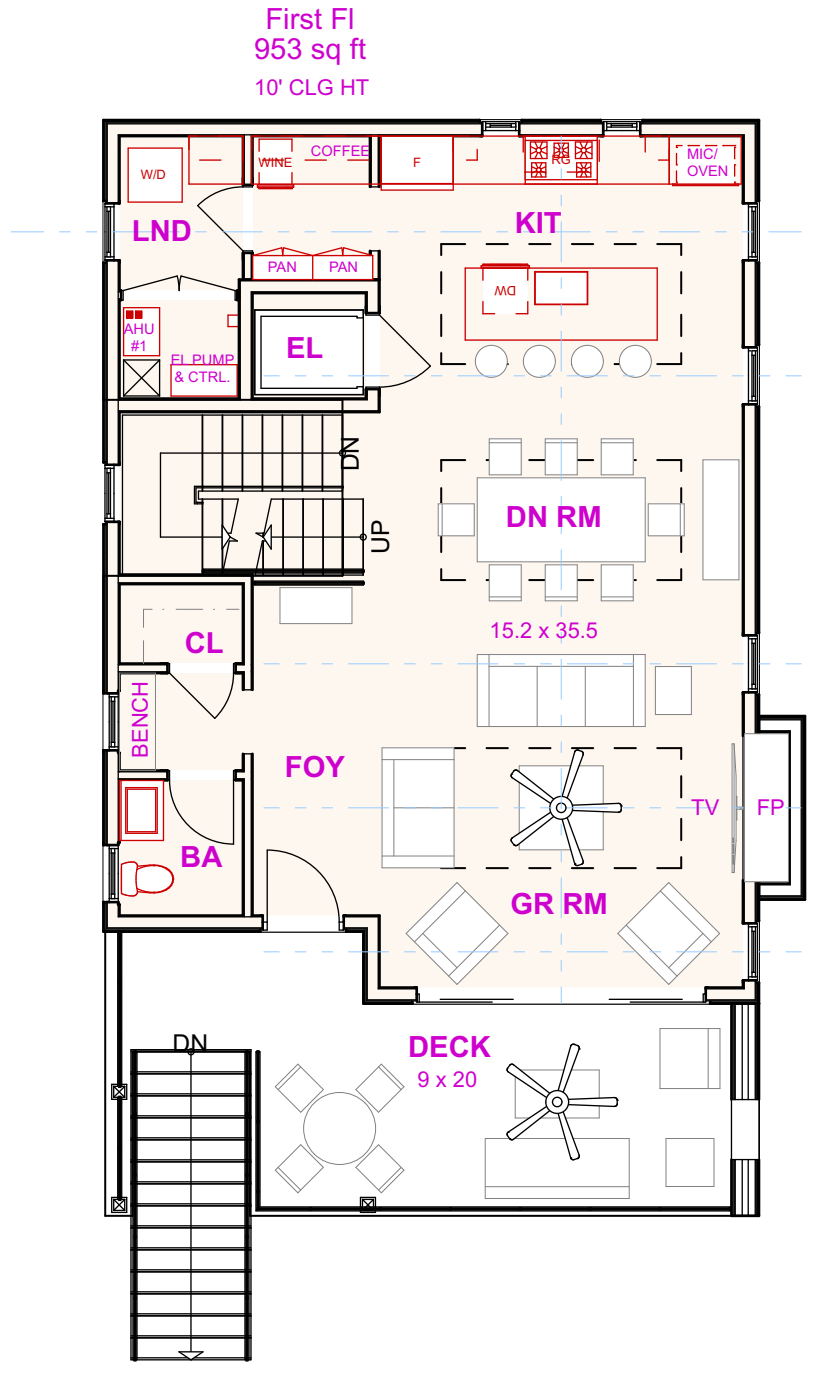 First Fl
953 sq ft
10' CLG HT
WINE
COFFEE
W/D
F
RG
MIC/
OVEN
LND
KIT
PAN
PAN
DW
AHU
#1
EL
EL PUMP
& CTRL.
DN
DN RM
UP
15.2 x 35.5
CL
BENCH
FOY
TV
FP
BA
GR RM
DN
DECK
9 x 20